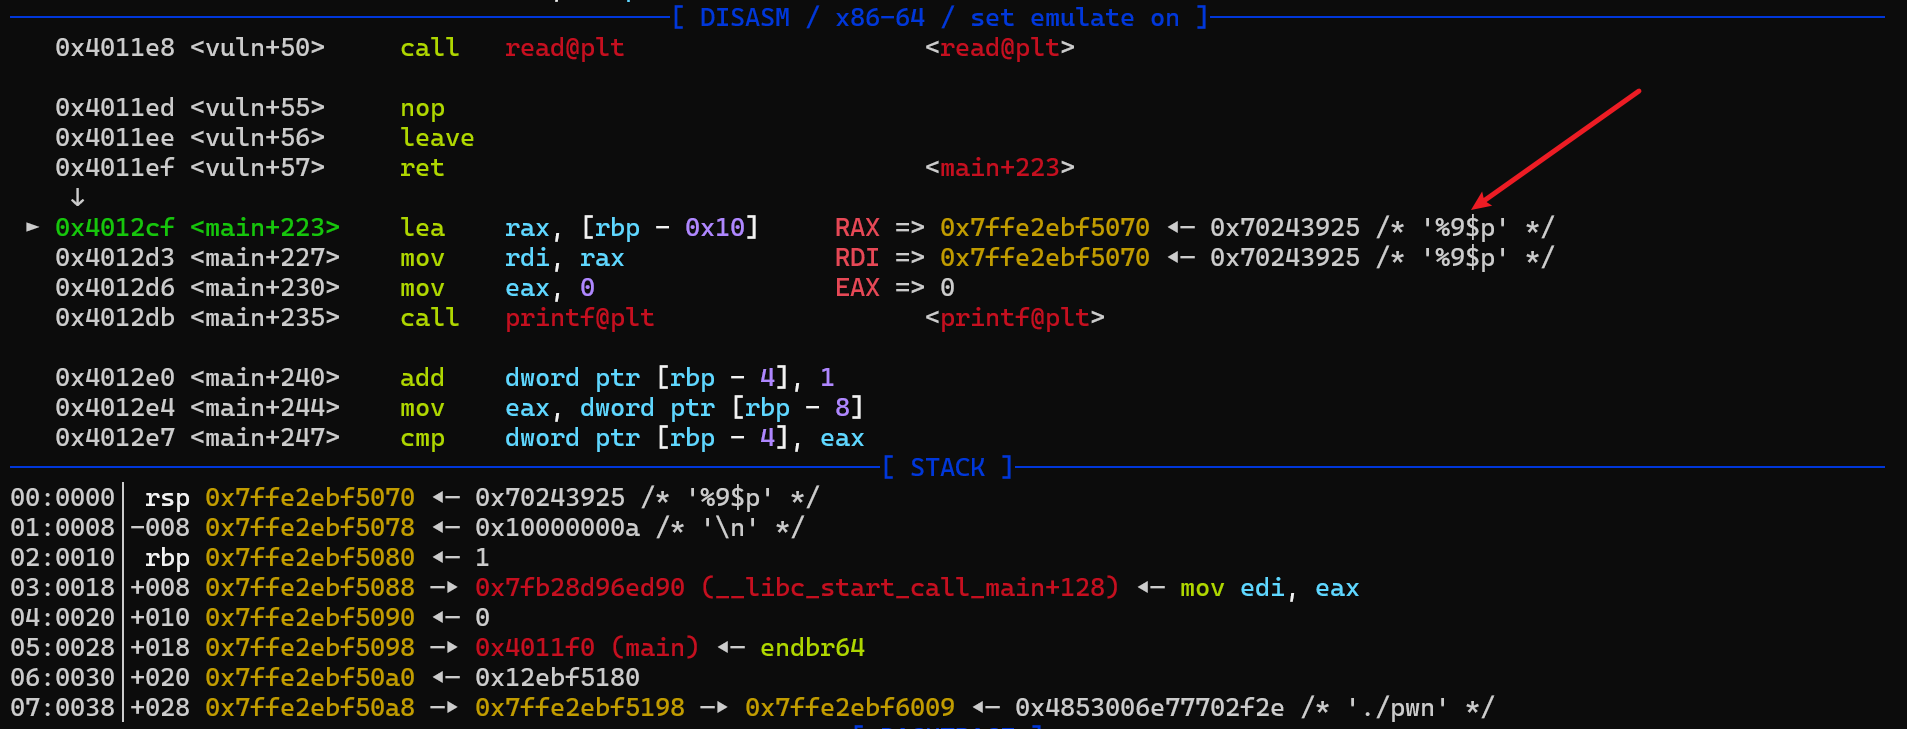 [ DISASM / x86-64 / set emulate on ]
0x4011e8 <vuln+50> call read@plt <read@plt>
0x4011ed <vuln+55> nop
0x4011ee <vuln+56> leave
0x4011ef <vuln+57> ret <main+223>
↓
► 0x4012cf <main+223> lea rax, [rbp - 0x10] RAX => 0x7ffe2ebf5070 ◂— 0x70243925 /* '%9$p' */
0x4012d3 <main+227> mov rdi, rax RDI => 0x7ffe2ebf5070 ◂— 0x70243925 /* '%9$p' */
0x4012d6 <main+230> mov eax, 0 EAX => 0
0x4012db <main+235> call printf@plt <printf@plt>
0x4012e0 <main+240> add dword ptr [rbp - 4], 1
0x4012e4 <main+244> mov eax, dword ptr [rbp - 8]
0x4012e7 <main+247> cmp dword ptr [rbp - 4], eax
[ STACK ]
00:0000│ rsp 0x7ffe2ebf5070 ◂— 0x70243925 /* '%9$p' */
01:0008│-008 0x7ffe2ebf5078 ◂— 0x10000000a /* '\n' */
02:0010│ rbp 0x7ffe2ebf5080 ◂— 1
03:0018│+008 0x7ffe2ebf5088 —▸ 0x7fb28d96ed90 (__libc_start_call_main+128) ◂— mov edi, eax
04:0020│+010 0x7ffe2ebf5090 ◂— 0
05:0028│+018 0x7ffe2ebf5098 —▸ 0x4011f0 (main) ◂— endbr64
06:0030│+020 0x7ffe2ebf50a0 ◂— 0x12ebf5180
07:0038│+028 0x7ffe2ebf50a8 —▸ 0x7ffe2ebf5198 —▸ 0x7ffe2ebf6009 ◂— 0x4853006e77702f2e /* './pwn' */